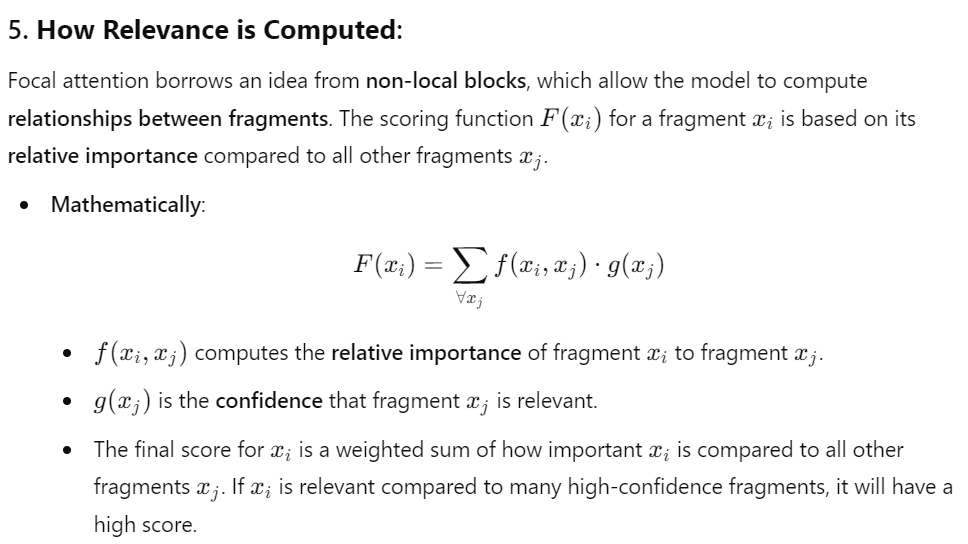 5. How Relevance is Computed:
Focal attention borrows an idea from non-local blocks, which allow the model to compute
relationships between fragments. The scoring function F(xᵢ) for a fragment xᵢ is based on its
relative importance compared to all other fragments xⱼ.
• Mathematically:
F(xᵢ) = ∑ f(xᵢ, xⱼ) · g(xⱼ)
∀xⱼ
• f(xᵢ, xⱼ) computes the relative importance of fragment xᵢ to fragment xⱼ.
• g(xⱼ) is the confidence that fragment xⱼ is relevant.
• The final score for xᵢ is a weighted sum of how important xᵢ is compared to all other
fragments xⱼ. If xᵢ is relevant compared to many high-confidence fragments, it will have a
high score.